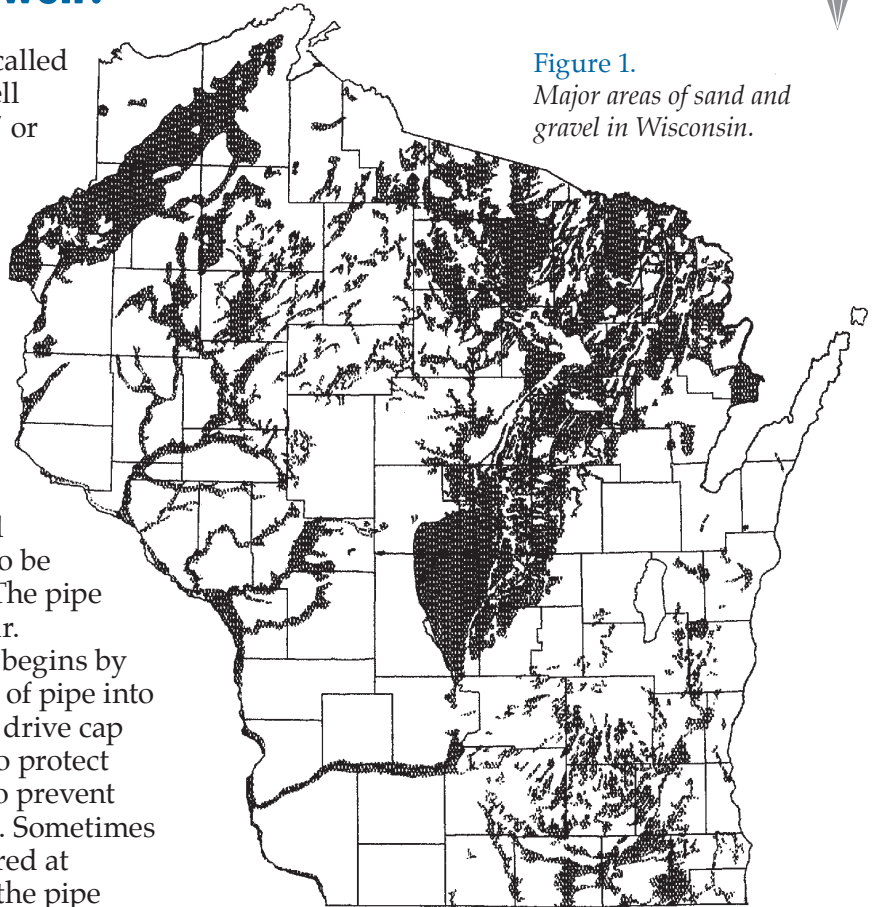 well?
called
ell
or
Figure 1.
Major areas of sand and
gravel in Wisconsin.
l
o be
The pipe
r.
begins by
of pipe into
drive cap
o protect
o prevent
. Sometimes
red at
the pipe